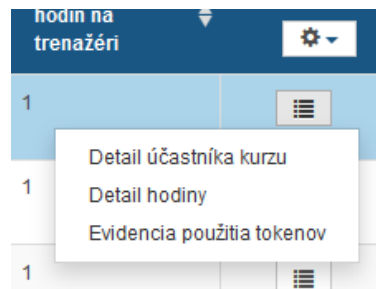 hodín na
trenažéri
1
Detail účastníka kurzu
Detail hodiny
1
Evidencia použitia tokenov
1